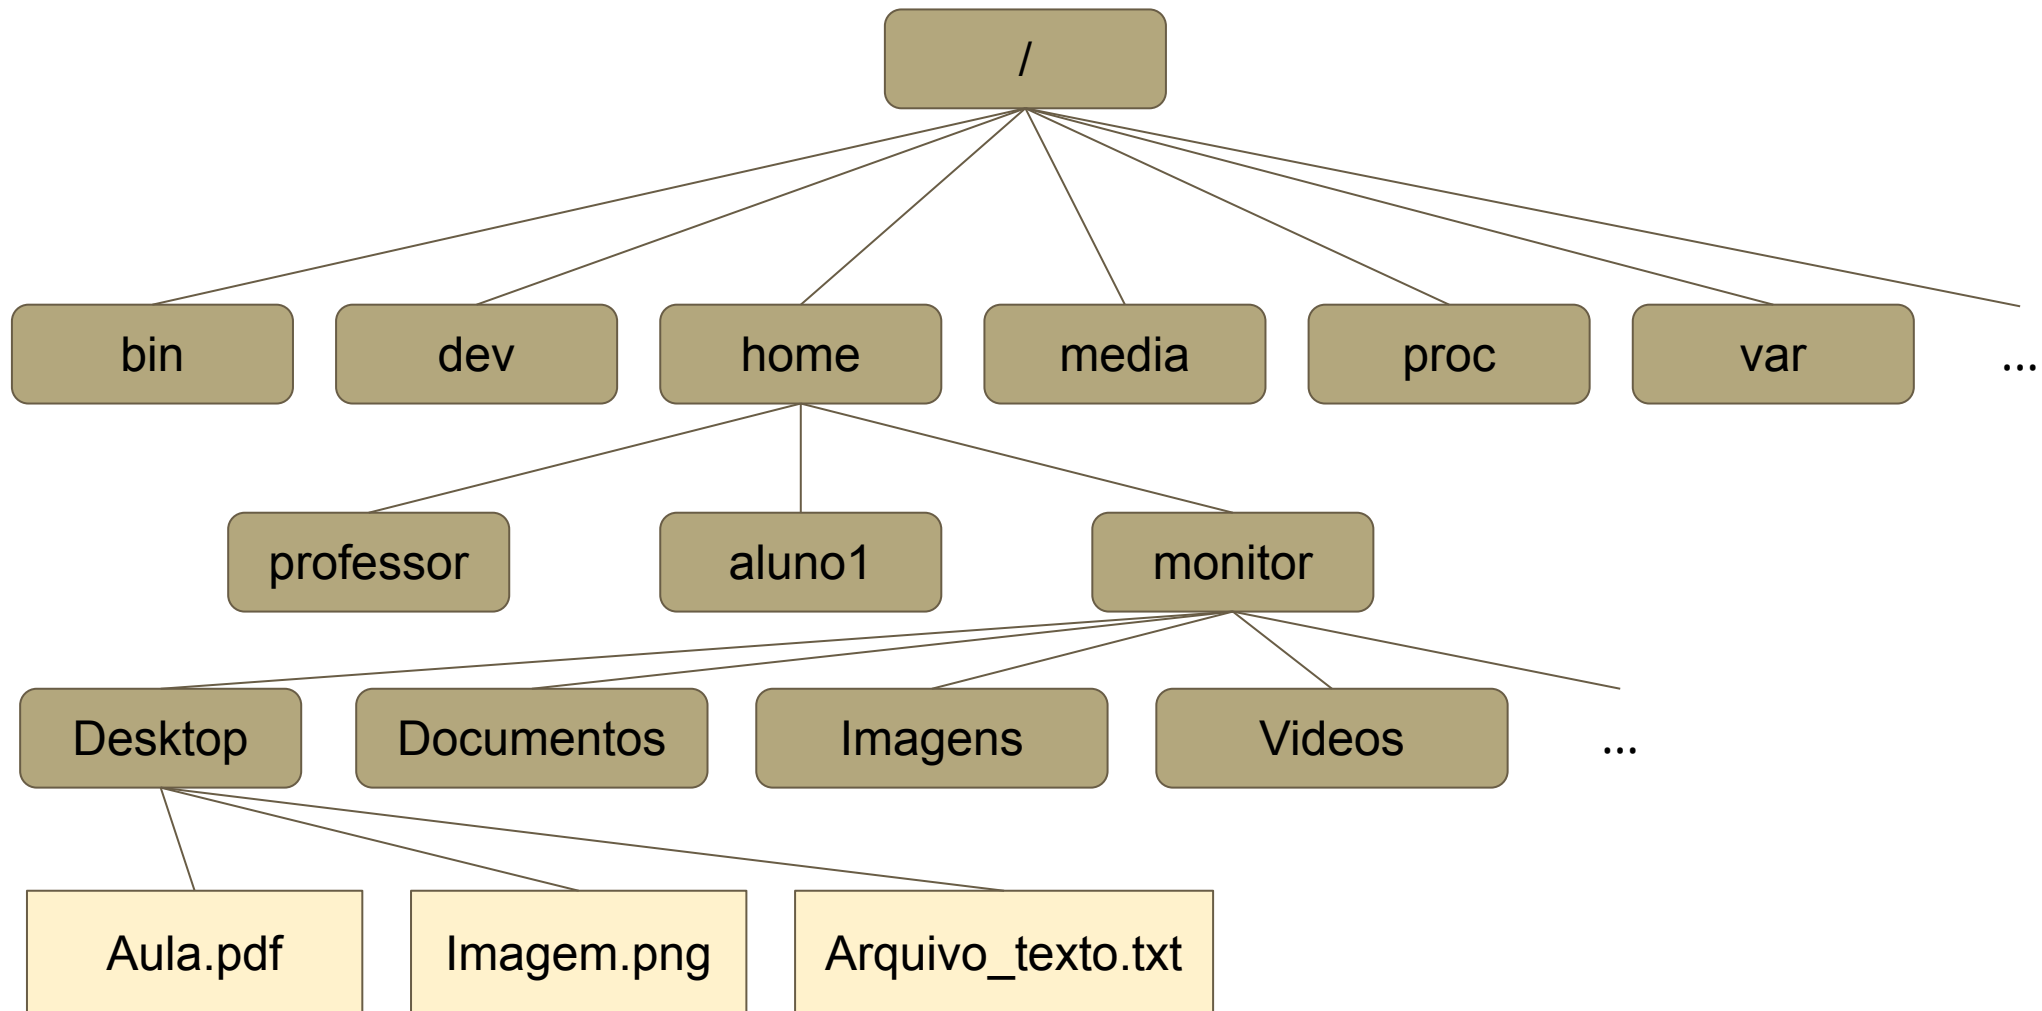 /
bin
dev
home
media
proc
var
...
professor
aluno1
monitor
Desktop
Documentos
Imagens
Videos
...
Aula.pdf
Imagem.png
Arquivo_texto.txt